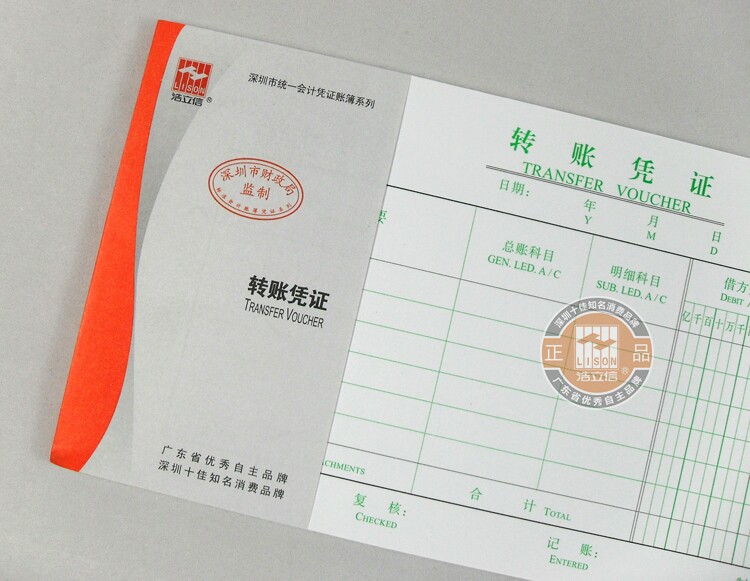 LISON
浩立信®
深圳市统一会计凭证账簿系列
深圳市财政局
监制
转账凭证
TRANSFER VOUCHER
广东省优秀自主品牌
深圳十佳知名消费品牌
转账凭证
TRANSFER VOUCHER
日期: 年 月 日
Y M D
要
总账科目
GEN. LED. A/C
明细科目
SUB. LED. A/C
借方
DEBIT
亿千百十万千
深圳十佳知名消费品牌
正 品
LISON
浩立信®
广东省优秀自主品牌
CHMENTS
合 计 TOTAL
复 核:
CHECKED
记 账:
ENTERED